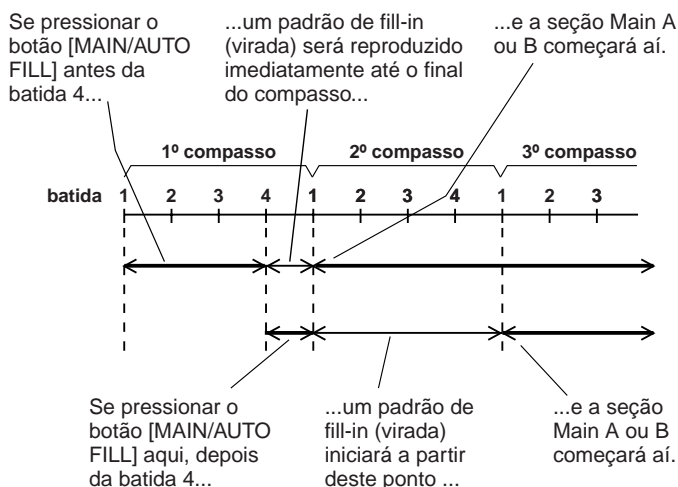 Se pressionar o
botão [MAIN/AUTO
FILL] antes da
batida 4...
...um padrão de fill-in
(virada) será reproduzido
imediatamente até o final
do compasso...
...e a seção Main A
ou B começará aí.
1º compasso 2º compasso 3º compasso
batida 1 2 3 4 1 2 3 4 1 2 3
Se pressionar o
botão [MAIN/AUTO
FILL] aqui, depois
da batida 4...
...um padrão de
fill-in (virada)
iniciará a partir
deste ponto ...
...e a seção
Main A ou B
começará aí.